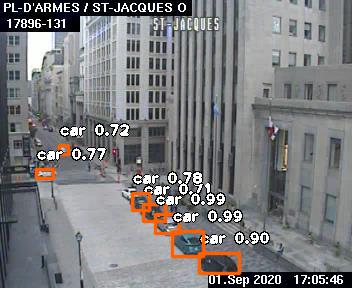 PL-D'ARMES / ST-JACQUES O
17896-131
ST-JACQUES
car 0.72
car 0.77
car 0.78
0.71
car 0.99
car 0.99
car 0.90
01.Sep 2020 17:05:46